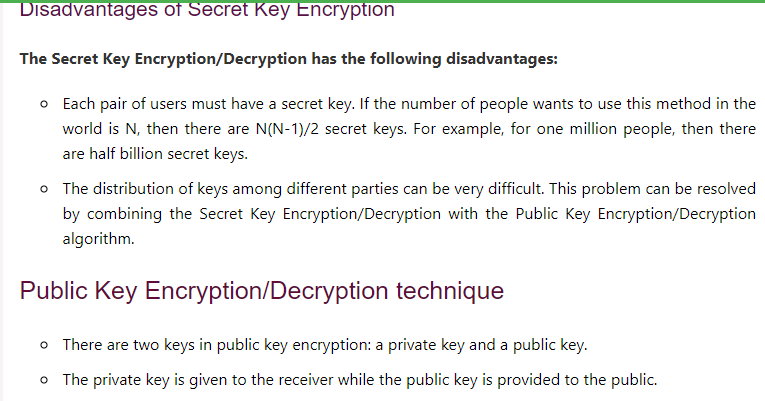 Disadvantages of Secret Key Encryption
The Secret Key Encryption/Decryption has the following disadvantages:
Each pair of users must have a secret key. If the number of people wants to use this method in the
world is N, then there are N(N-1)/2 secret keys. For example, for one million people, then there
are half billion secret keys.
The distribution of keys among different parties can be very difficult. This problem can be resolved
by combining the Secret Key Encryption/Decryption with the Public Key Encryption/Decryption
algorithm.
Public Key Encryption/Decryption technique
There are two keys in public key encryption: a private key and a public key.
The private key is given to the receiver while the public key is provided to the public.